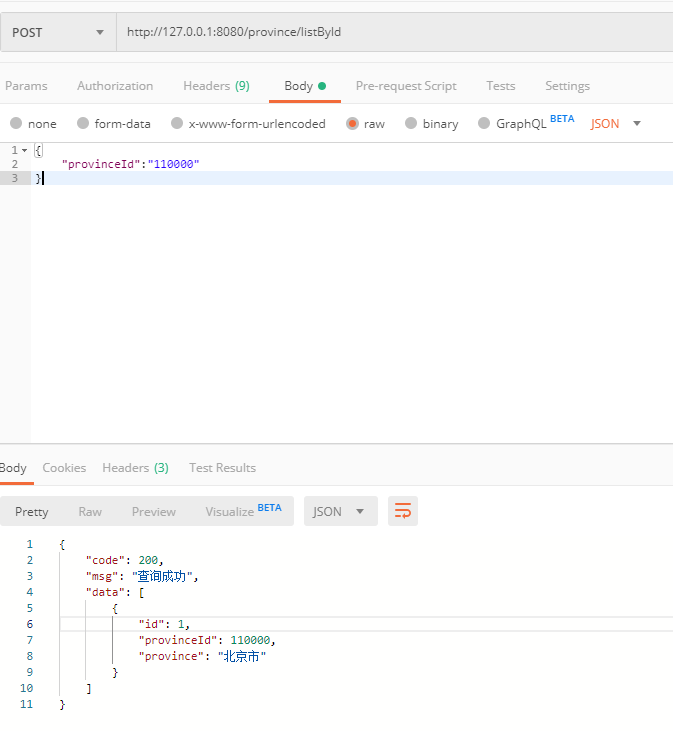 POST http://127.0.0.1:8080/province/listById
Params Authorization Headers (9) Body Pre-request Script Tests Settings
none form-data x-www-form-urlencoded raw binary GraphQL BETA JSON
1 {
2 "provinceId":"110000"
3 }
Body Cookies Headers (3) Test Results
Pretty Raw Preview Visualize BETA JSON
1 {
2 "code": 200,
3 "msg": "查询成功",
4 "data": [
5 {
6 "id": 1,
7 "provinceId": 110000,
8 "province": "北京市"
9 }
10 ]
11 }